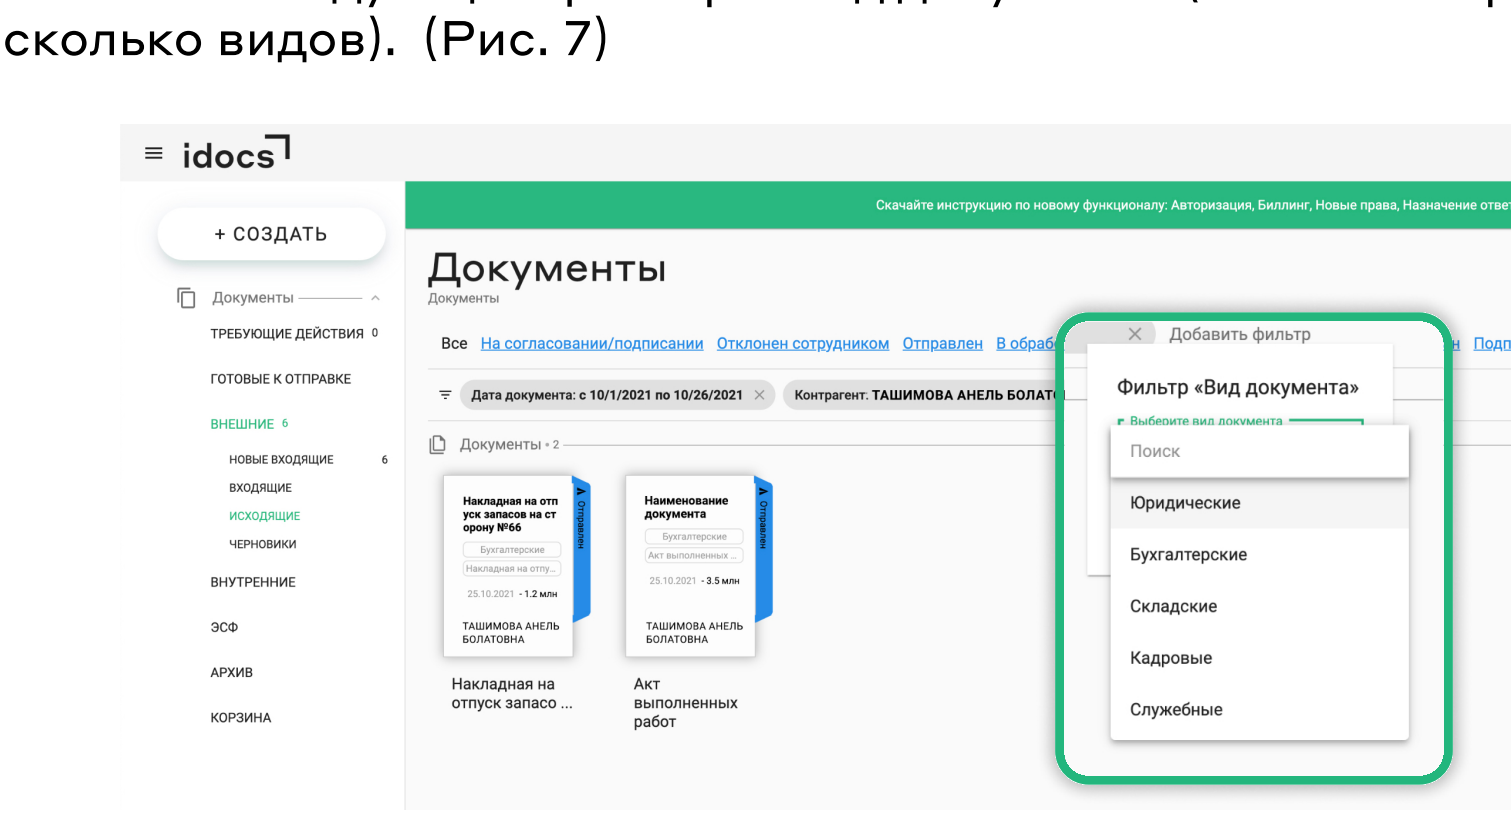 сколько видов). (Рис. 7)
idocs
Скачайте инструкцию по новому функционалу: Авторизация, Биллинг, Новые права, Назначение
+ СОЗДАТЬ
Документы
Документы
Документы
ТРЕБУЮЩИЕ ДЕЙСТВИЯ 0
ГОТОВЫЕ К ОТПРАВКЕ
ВНЕШНИЕ 6
НОВЫЕ ВХОДЯЩИЕ 6
ВХОДЯЩИЕ
ИСХОДЯЩИЕ
ЧЕРНОВИКИ
ВНУТРЕННИЕ
ЭСФ
АРХИВ
КОРЗИНА
Все На согласовании/подписании Отклонен сотрудником Отправлен В
Дата документа: с 10/1/2021 по 10/26/2021
Контрагент: ТАШИМОВА АНЕЛЬ
Документы • 2
Накладная на отп
уск запасов на ст
орону №66
Бухгалтерские
Накладная на отпу...
25.10.2021 - 1.2 млн
ТАШИМОВА АНЕЛЬ
БОЛАТОВНА
Отправлен
Накладная на
отпуск запасо ...
Наименование
документа
Бухгалтерские
Акт выполненных ...
25.10.2021 - 3.5 млн
ТАШИМОВА АНЕЛЬ
БОЛАТОВНА
Отправлен
Акт
выполненных
работ
Добавить фильтр
Фильтр «Вид документа»
Выберите вид документа
Поиск
Юридические
Бухгалтерские
Складские
Кадровые
Служебные